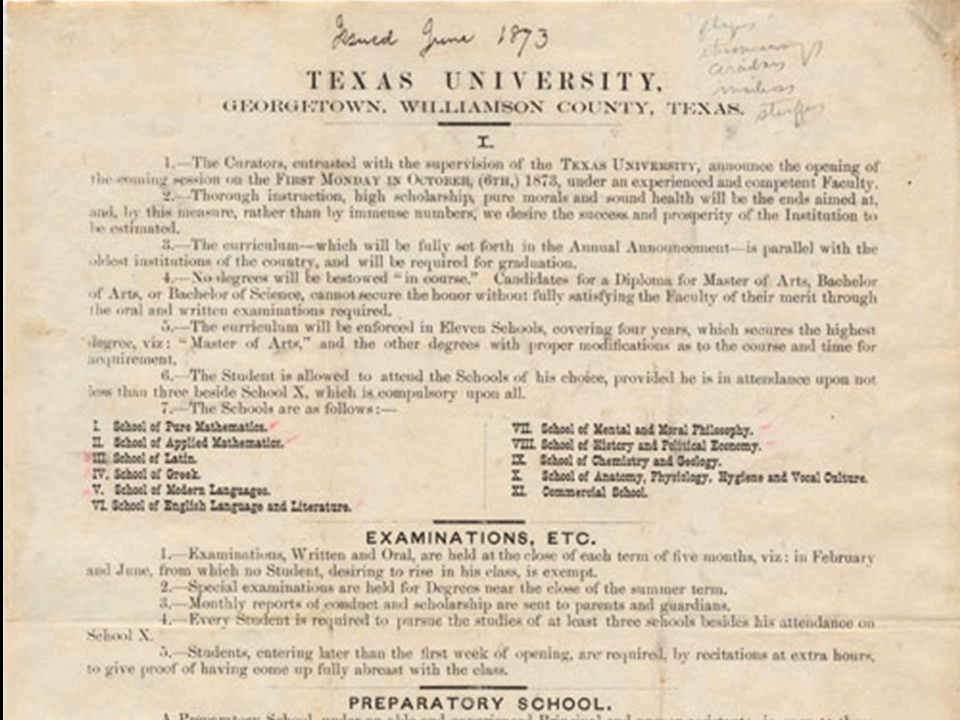 Issued June 1873
TEXAS UNIVERSITY,
GEORGETOWN, WILLIAMSON COUNTY, TEXAS.
I.
1.—The Curators, entrusted with the supervision of the TEXAS UNIVERSITY, announce the opening of
the coming session on the FIRST MONDAY IN OCTOBER, (6TH,) 1873, under an experienced and competent Faculty.
2.—Thorough instruction, high scholarship, pure morals and sound health will be the ends aimed at,
and, by this measure, rather than by immense numbers, we desire the success and prosperity of the Institution to
be estimated.
3.—The curriculum—which will be fully set forth in the Annual Announcement—is parallel with the
oldest institutions of the country, and will be required for graduation.
4.—No degrees will be bestowed “in course.” Candidates for a Diploma for Master of Arts, Bachelor
of Arts, or Bachelor of Science, cannot secure the honor without fully satisfying the Faculty of their merit through
the oral and written examinations required.
5.—The curriculum will be enforced in Eleven Schools, covering four years, which secures the highest
degree, viz: “Master of Arts,” and the other degrees with proper modifications as to the course and time for
acquirement.
6.—The Student is allowed to attend the Schools of his choice, provided he is in attendance upon not
less than three beside School X, which is compulsory upon all.
7.—The Schools are as follows:—
I. School of Pure Mathematics.
II. School of Applied Mathematics.
III. School of Latin.
IV. School of Greek.
V. School of Modern Languages.
VI. School of English Language and Literature.
VII. School of Mental and Moral Philosophy.
VIII. School of History and Political Economy.
IX. School of Chemistry and Geology.
X. School of Anatomy, Physiology, Hygiene and Vocal Culture.
XI. Commercial School.
EXAMINATIONS, ETC.
1.—Examinations, Written and Oral, are held at the close of each term of five months, viz: in February
and June, from which no Student, desiring to rise in his class, is exempt.
2.—Special examinations are held for Degrees near the close of the summer term.
3.—Monthly reports of conduct and scholarship are sent to parents and guardians.
4.—Every Student is required to pursue the studies of at least three schools besides his attendance on
School X.
5.—Students, entering later than the first week of opening, are required, by recitations at extra hours,
to give proof of having come up fully abreast with the class.
PREPARATORY SCHOOL.
A Preparatory School, under an able and experienced Principal and